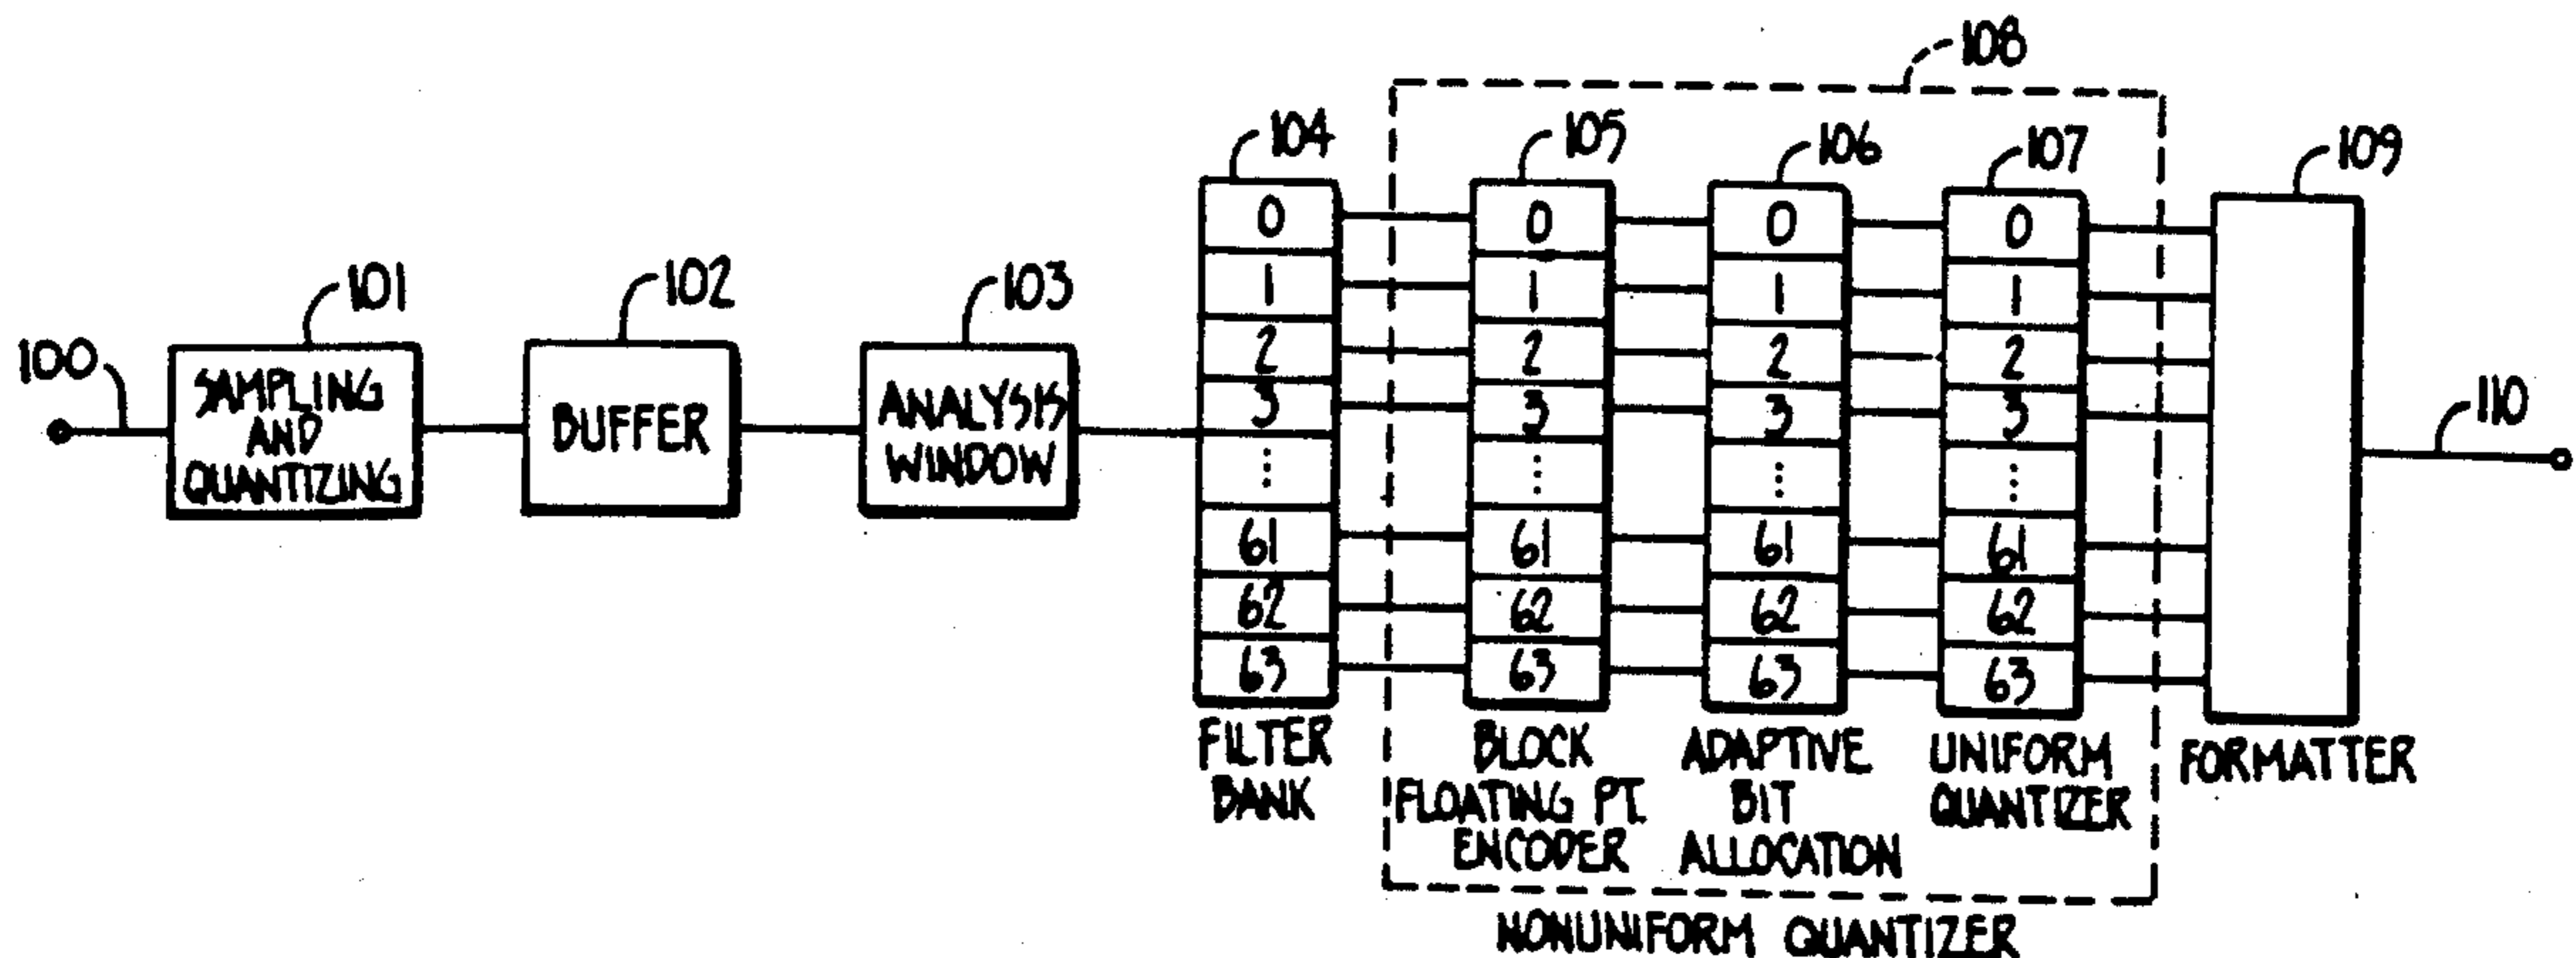 108
104
105
106
107
109
0 0 0 0
101
102
103
1 1 1 1
100
SAMPLING
AND
QUANTIZING
BUFFER
ANALYSIS
WINDOW
2 2 2 2
3 3 3 3
⋮ ⋮ ⋮ ⋮
110
61 61 61 61
62 62 62 62
63 63 63 63
FILTER
BANK
BLOCK
FLOATING PT.
ENCODER
ADAPTIVE
BIT
ALLOCATION
UNIFORM
QUANTIZER
FORMATTER
NONUNIFORM QUANTIZER